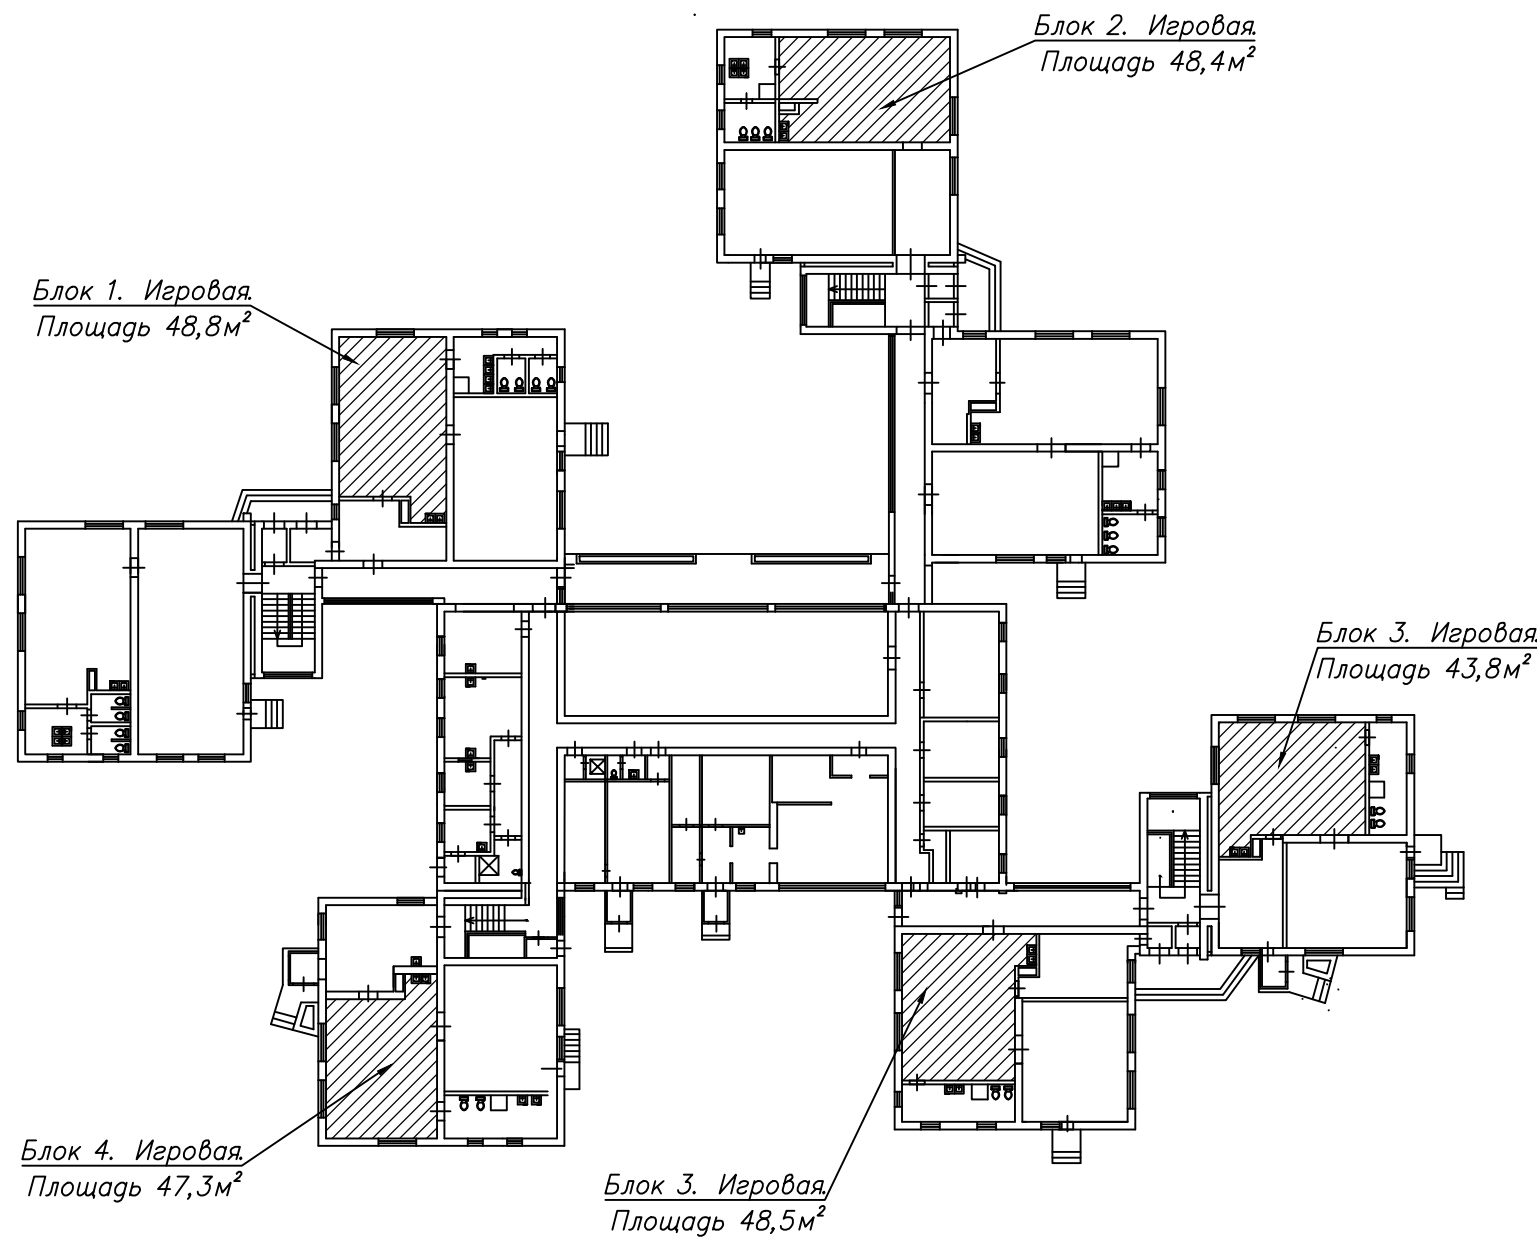 Блок 2. Игровая.
Площадь 48,4м²
Блок 1. Игровая.
Площадь 48,8м²
Блок 3. Игровая.
Площадь 43,8м²
Блок 4. Игровая.
Площадь 47,3м²
Блок 3. Игровая.
Площадь 48,5м²